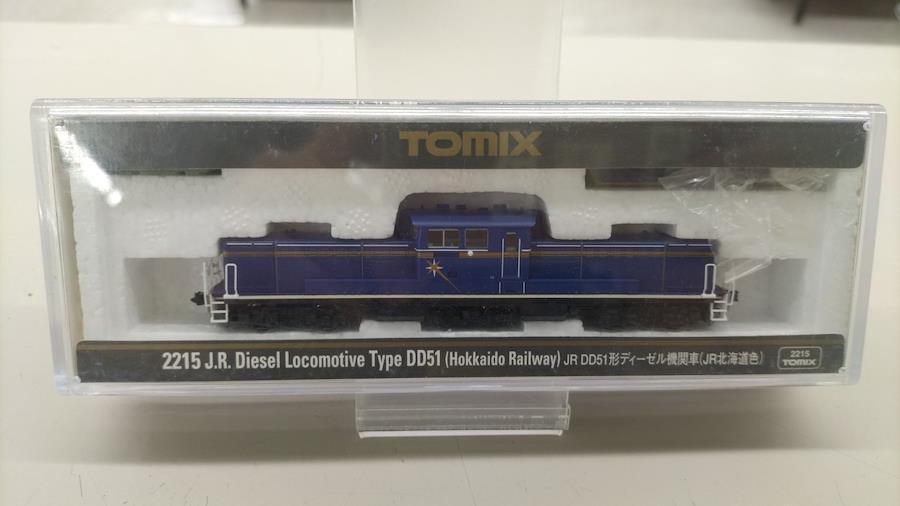 TOMIX
2215 J.R. Diesel Locomotive Type DD51 (Hokkaido Railway) JR DD51形ディーゼル機関車(JR北海道色)
2215
TOMIX